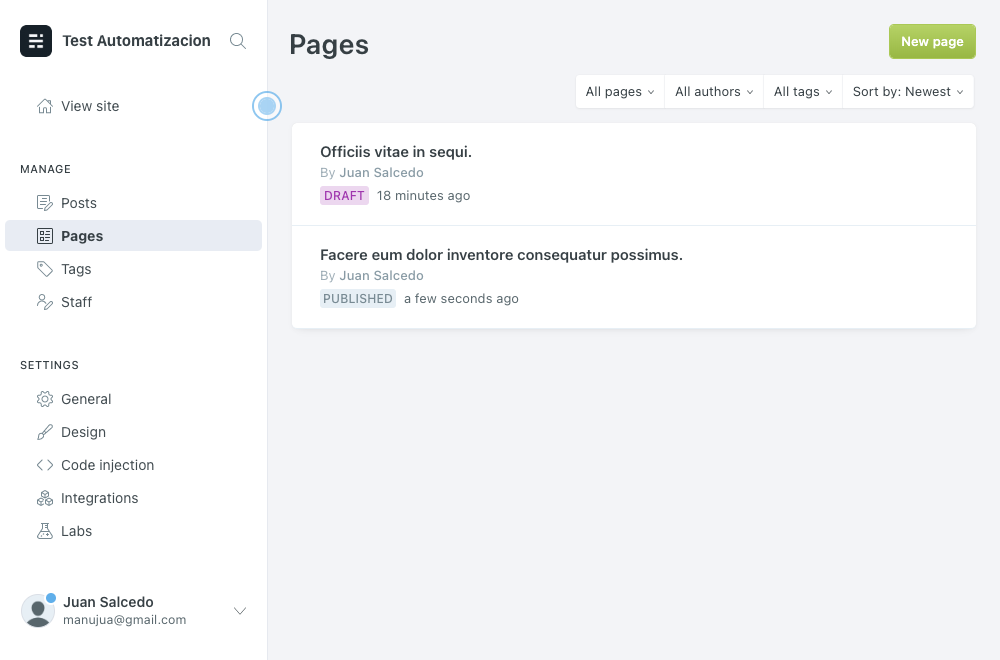 Test Automatizacion
View site
MANAGE
Posts
Pages
Tags
Staff
SETTINGS
General
Design
Code injection
Integrations
Labs
Juan Salcedo
manujua@gmail.com
Pages
New page
All pages
All authors
All tags
Sort by: Newest
Officiis vitae in sequi.
By Juan Salcedo
DRAFT 18 minutes ago
Facere eum dolor inventore consequatur possimus.
By Juan Salcedo
PUBLISHED a few seconds ago